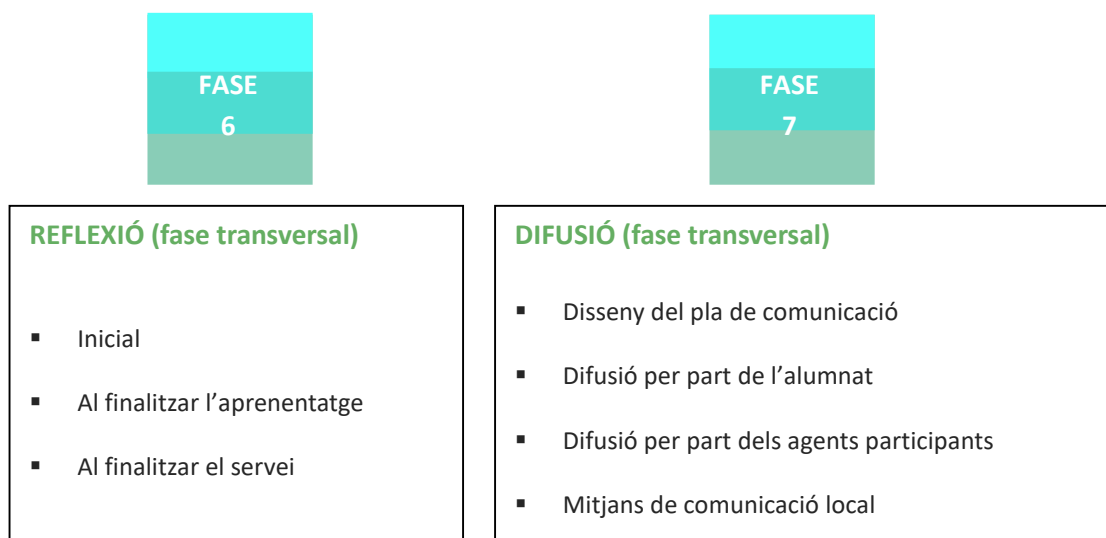 FASE
6
REFLEXIÓ (fase transversal)
▪ Inicial
▪ Al finalitzar l’aprenentatge
▪ Al finalitzar el servei
FASE
7
DIFUSIÓ (fase transversal)
▪ Disseny del pla de comunicació
▪ Difusió per part de l’alumnat
▪ Difusió per part dels agents participants
▪ Mitjans de comunicació local